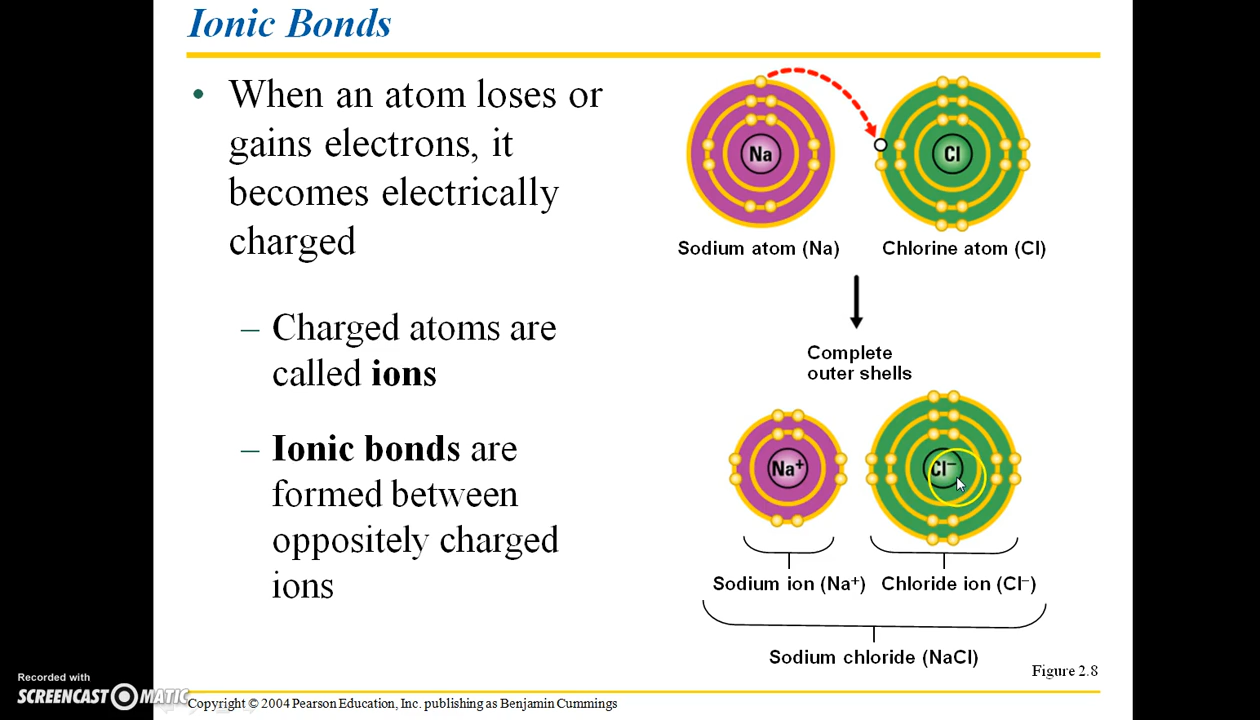 Ionic Bonds
• When an atom loses or
gains electrons, it
becomes electrically
charged
– Charged atoms are
called ions
– Ionic bonds are
formed between
oppositely charged
ions
Na
Cl
Sodium atom (Na)
Chlorine atom (Cl)
Complete
outer shells
Na⁺
Cl⁻
Sodium ion (Na⁺)
Chloride ion (Cl⁻)
Sodium chloride (NaCl)
Figure 2.8
Recorded with
SCREENCAST MATIC
Copyright © 2004 Pearson Education, Inc. publishing as Benjamin Cummings